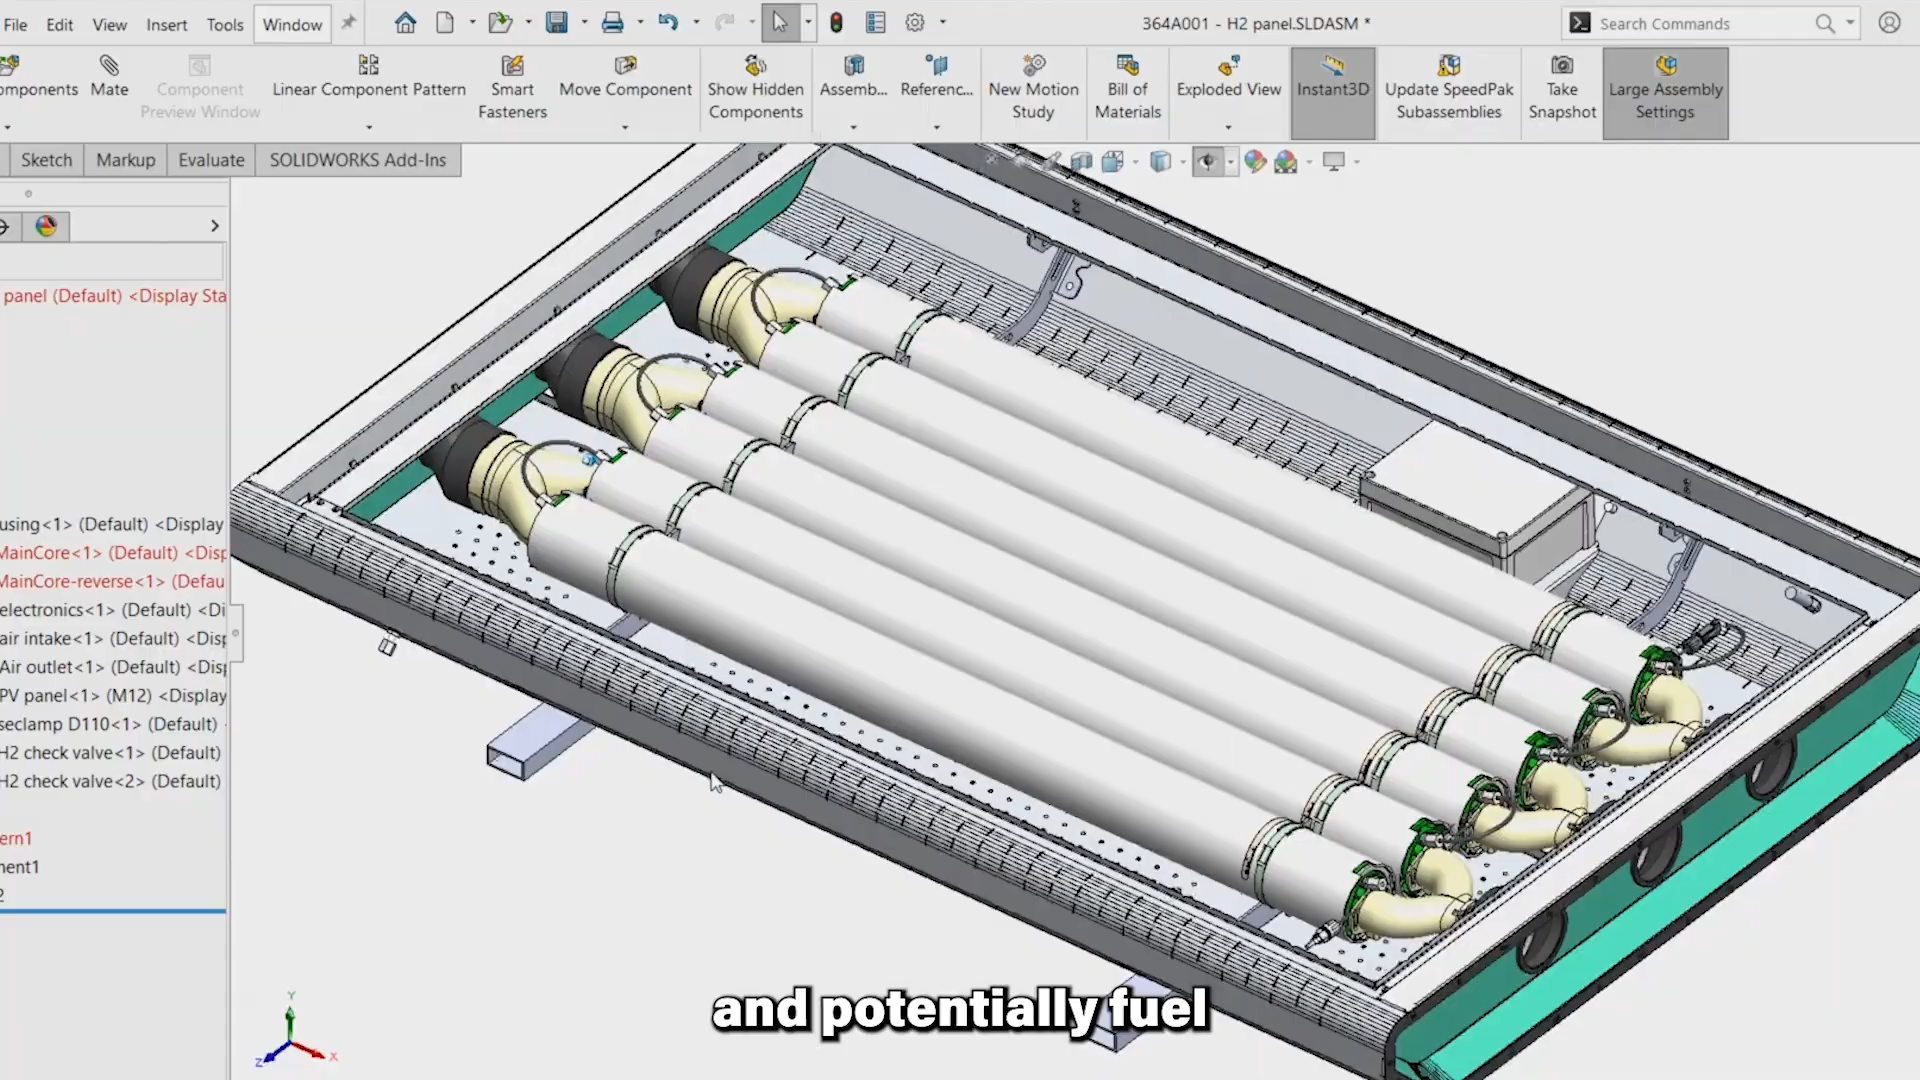 File Edit View Insert Tools Window
364A001 - H2 panel.SLDASM *
Search Commands
omponents
Mate
Component Preview Window
Linear Component Pattern
Smart Fasteners
Move Component
Show Hidden Components
Assemb...
Referenc...
New Motion Study
Bill of Materials
Exploded View
Instant3D
Update SpeedPak Subassemblies
Take Snapshot
Large Assembly Settings
Sketch Markup Evaluate SOLIDWORKS Add-Ins
panel (Default) <Display Sta
using<1> (Default) <Display
MainCore<1> (Default) <Disp
MainCore-reverse<1> (Defau
electronics<1> (Default) <Di
air intake<1> (Default) <Disp
Air outlet<1> (Default) <Disp
PV panel<1> (M12) <Display
seclamp D110<1> (Default)
H2 check valve<1> (Default)
H2 check valve<2> (Default)
ern1
ment1
2
Y
Z
X
and potentially fuel